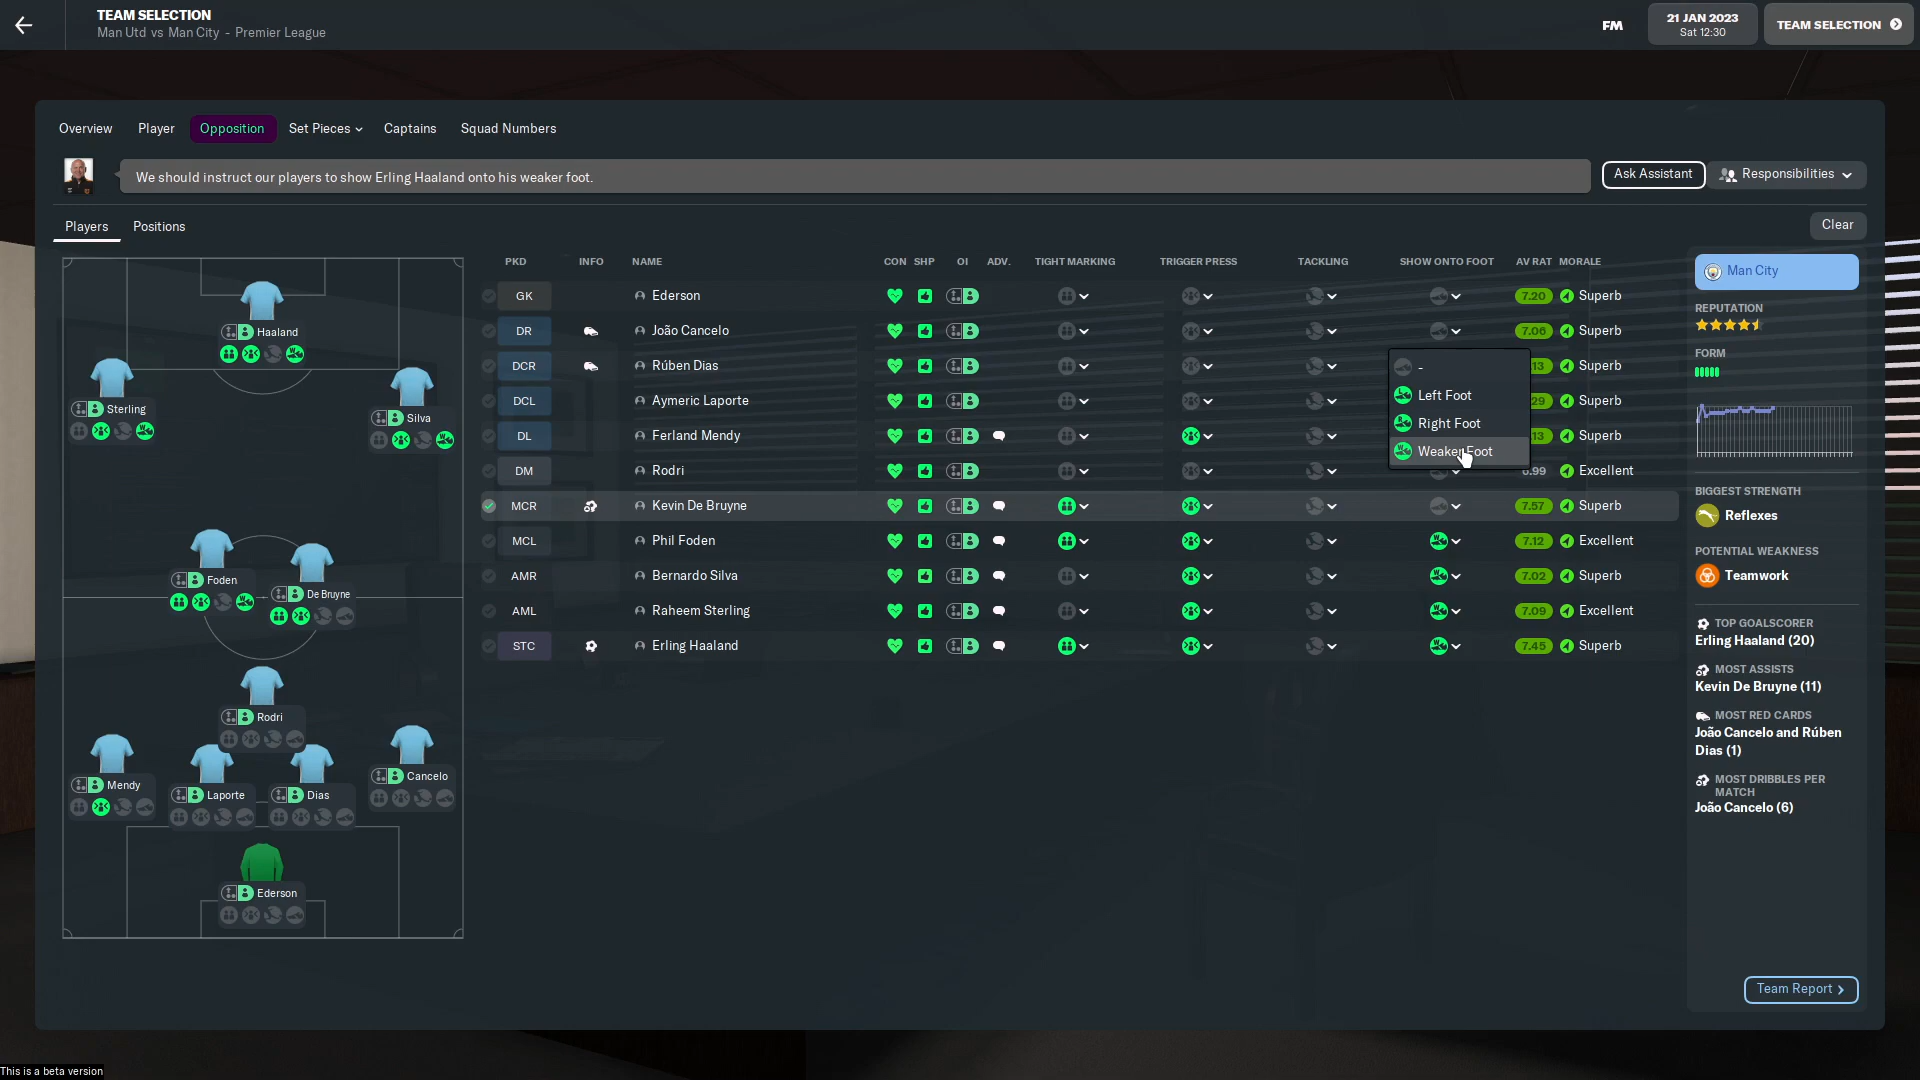 TEAM SELECTION
Man Utd vs Man City - Premier League
FM
21 JAN 2023
Sat 12:30
TEAM SELECTION
Overview Player Opposition Set Pieces Captains Squad Numbers
We should instruct our players to show Erling Haaland onto his weaker foot.
Ask Assistant
Responsibilities
Players Positions
Clear
Haaland
Sterling
Silva
Foden
De Bruyne
Rodri
Mendy
Laporte
Dias
Cancelo
Ederson
PKD INFO NAME CON SHP OI ADV. TIGHT MARKING TRIGGER PRESS TACKLING SHOW ONTO FOOT AV RAT MORALE
GK Ederson 7.20 Superb
DR João Cancelo 7.06 Superb
DCR Rúben Dias .13 Superb
DCL Aymeric Laporte .29 Superb
DL Ferland Mendy .13 Superb
DM Rodri 6.99 Excellent
MCR Kevin De Bruyne 7.57 Superb
MCL Phil Foden 7.12 Excellent
AMR Bernardo Silva 7.02 Superb
AML Raheem Sterling 7.09 Excellent
STC Erling Haaland 7.45 Superb
-
Left Foot
Right Foot
Weaker Foot
Man City
REPUTATION
FORM
BIGGEST STRENGTH
Reflexes
POTENTIAL WEAKNESS
Teamwork
TOP GOALSCORER
Erling Haaland (20)
MOST ASSISTS
Kevin De Bruyne (11)
MOST RED CARDS
João Cancelo and Rúben
Dias (1)
MOST DRIBBLES PER
MATCH
João Cancelo (6)
Team Report
This is a beta version